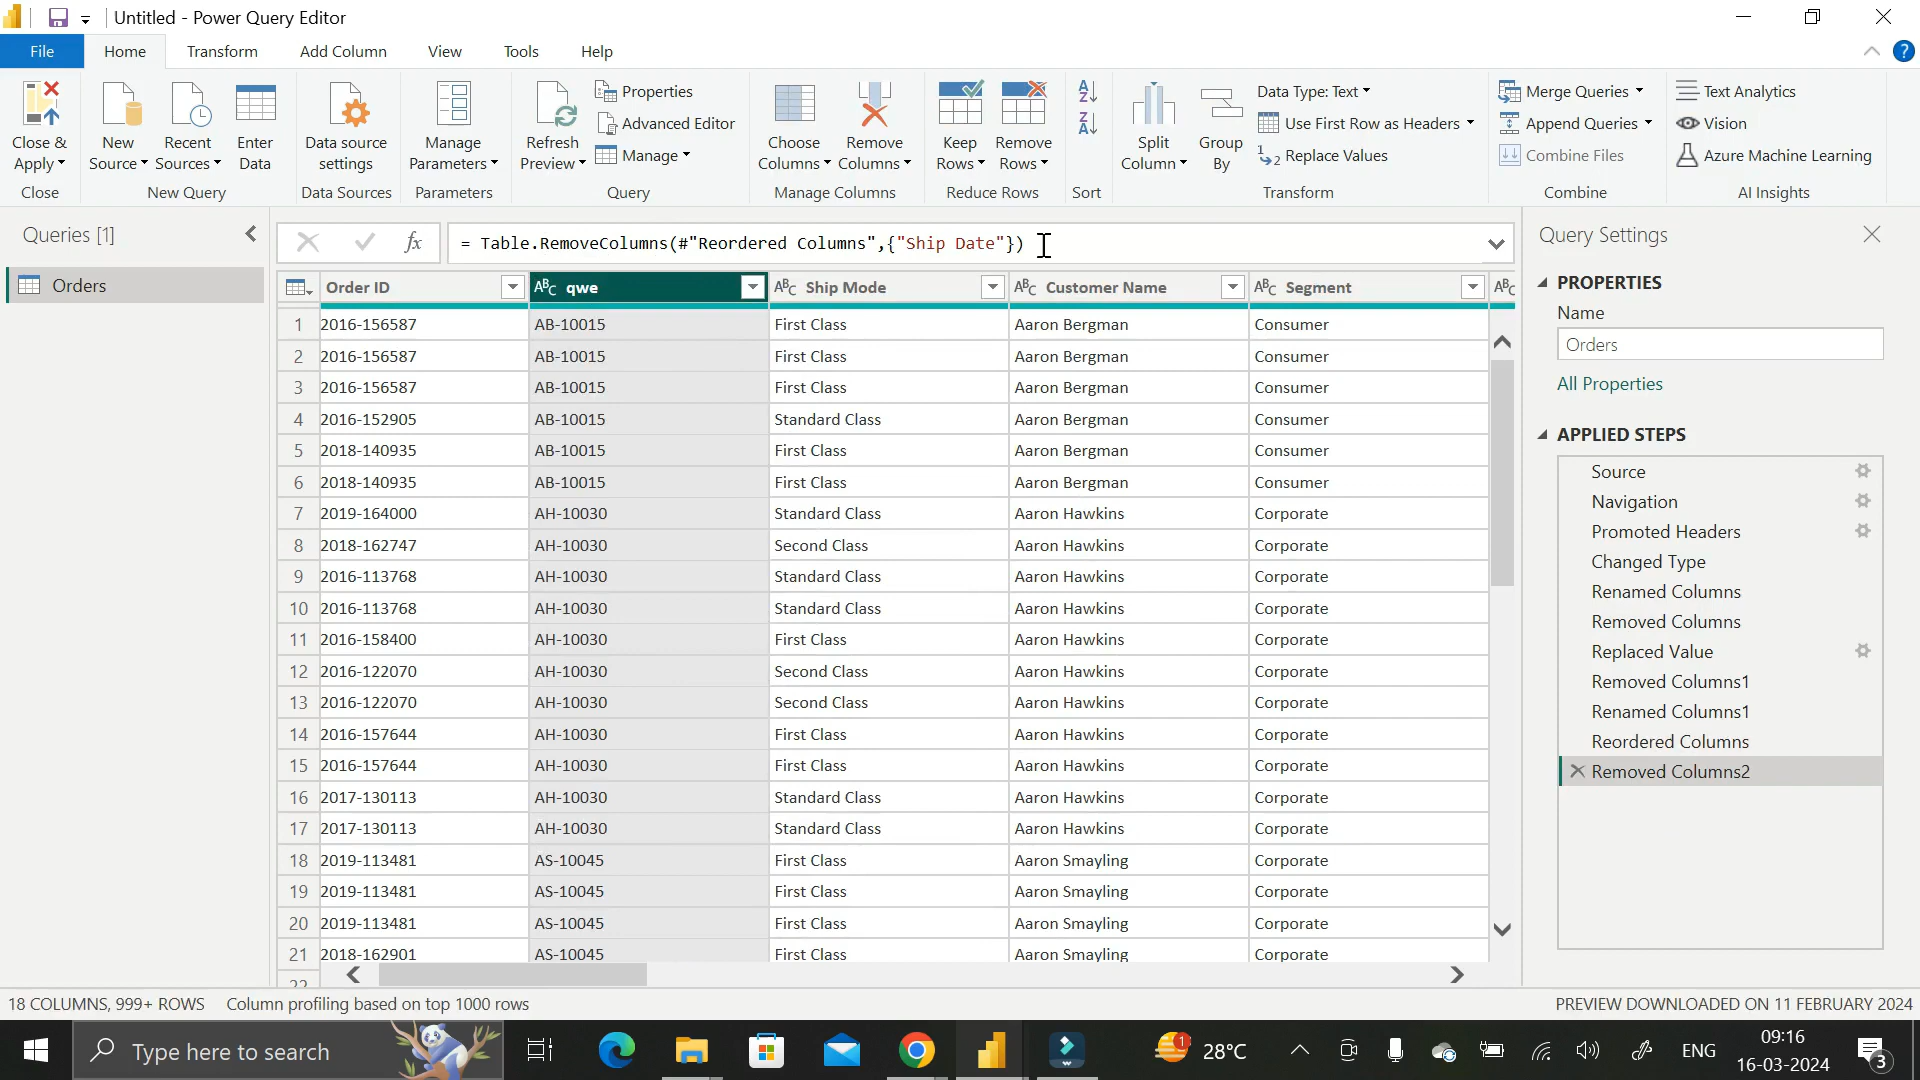 Untitled - Power Query Editor
File Home Transform Add Column View Tools Help
Close & Apply
New Source
Recent Sources
Enter Data
Data source settings
Manage Parameters
Refresh Preview
Properties
Advanced Editor
Manage
Choose Columns
Remove Columns
Keep Rows
Remove Rows
Split Column
Group By
Data Type: Text
Use First Row as Headers
Replace Values
Merge Queries
Append Queries
Combine Files
Text Analytics
Vision
Azure Machine Learning
Close New Query Data Sources Parameters Query Manage Columns Reduce Rows Sort Transform Combine AI Insights
Queries [1]
Orders
fx = Table.RemoveColumns(#"Reordered Columns",{"Ship Date"})
Order ID ABC qwe ABC Ship Mode ABC Customer Name ABC Segment
1 2016-156587 AB-10015 First Class Aaron Bergman Consumer
2 2016-156587 AB-10015 First Class Aaron Bergman Consumer
3 2016-156587 AB-10015 First Class Aaron Bergman Consumer
4 2016-152905 AB-10015 Standard Class Aaron Bergman Consumer
5 2018-140935 AB-10015 First Class Aaron Bergman Consumer
6 2018-140935 AB-10015 First Class Aaron Bergman Consumer
7 2019-164000 AH-10030 Standard Class Aaron Hawkins Corporate
8 2018-162747 AH-10030 Second Class Aaron Hawkins Corporate
9 2016-113768 AH-10030 Standard Class Aaron Hawkins Corporate
10 2016-113768 AH-10030 Standard Class Aaron Hawkins Corporate
11 2016-158400 AH-10030 First Class Aaron Hawkins Corporate
12 2016-122070 AH-10030 Second Class Aaron Hawkins Corporate
13 2016-122070 AH-10030 Second Class Aaron Hawkins Corporate
14 2016-157644 AH-10030 First Class Aaron Hawkins Corporate
15 2016-157644 AH-10030 First Class Aaron Hawkins Corporate
16 2017-130113 AH-10030 Standard Class Aaron Hawkins Corporate
17 2017-130113 AH-10030 Standard Class Aaron Hawkins Corporate
18 2019-113481 AS-10045 First Class Aaron Smayling Corporate
19 2019-113481 AS-10045 First Class Aaron Smayling Corporate
20 2019-113481 AS-10045 First Class Aaron Smayling Corporate
21 2018-162901 AS-10045 First Class Aaron Smayling Corporate
Query Settings
PROPERTIES
Name
Orders
All Properties
APPLIED STEPS
Source
Navigation
Promoted Headers
Changed Type
Renamed Columns
Removed Columns
Replaced Value
Removed Columns1
Renamed Columns1
Reordered Columns
Removed Columns2
18 COLUMNS, 999+ ROWS Column profiling based on top 1000 rows PREVIEW DOWNLOADED ON 11 FEBRUARY 2024
Type here to search
1 28°C ENG 09:16
16-03-2024
3